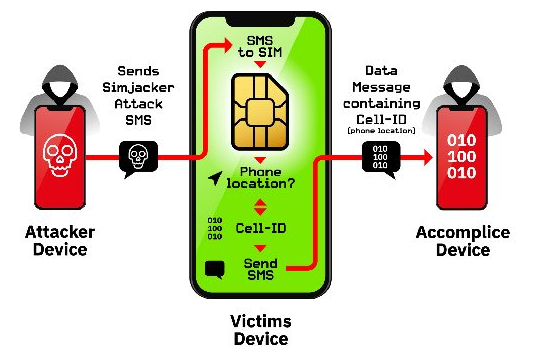 Sends
Simjacker
Attack
SMS
Attacker
Device
SMS
to SIM
Phone
location?
010
100
010
Cell-ID
Send
SMS
Victims
Device
Data
Message
containing
Cell-ID
(phone location)
010
100
010
010
100
010
Accomplice
Device